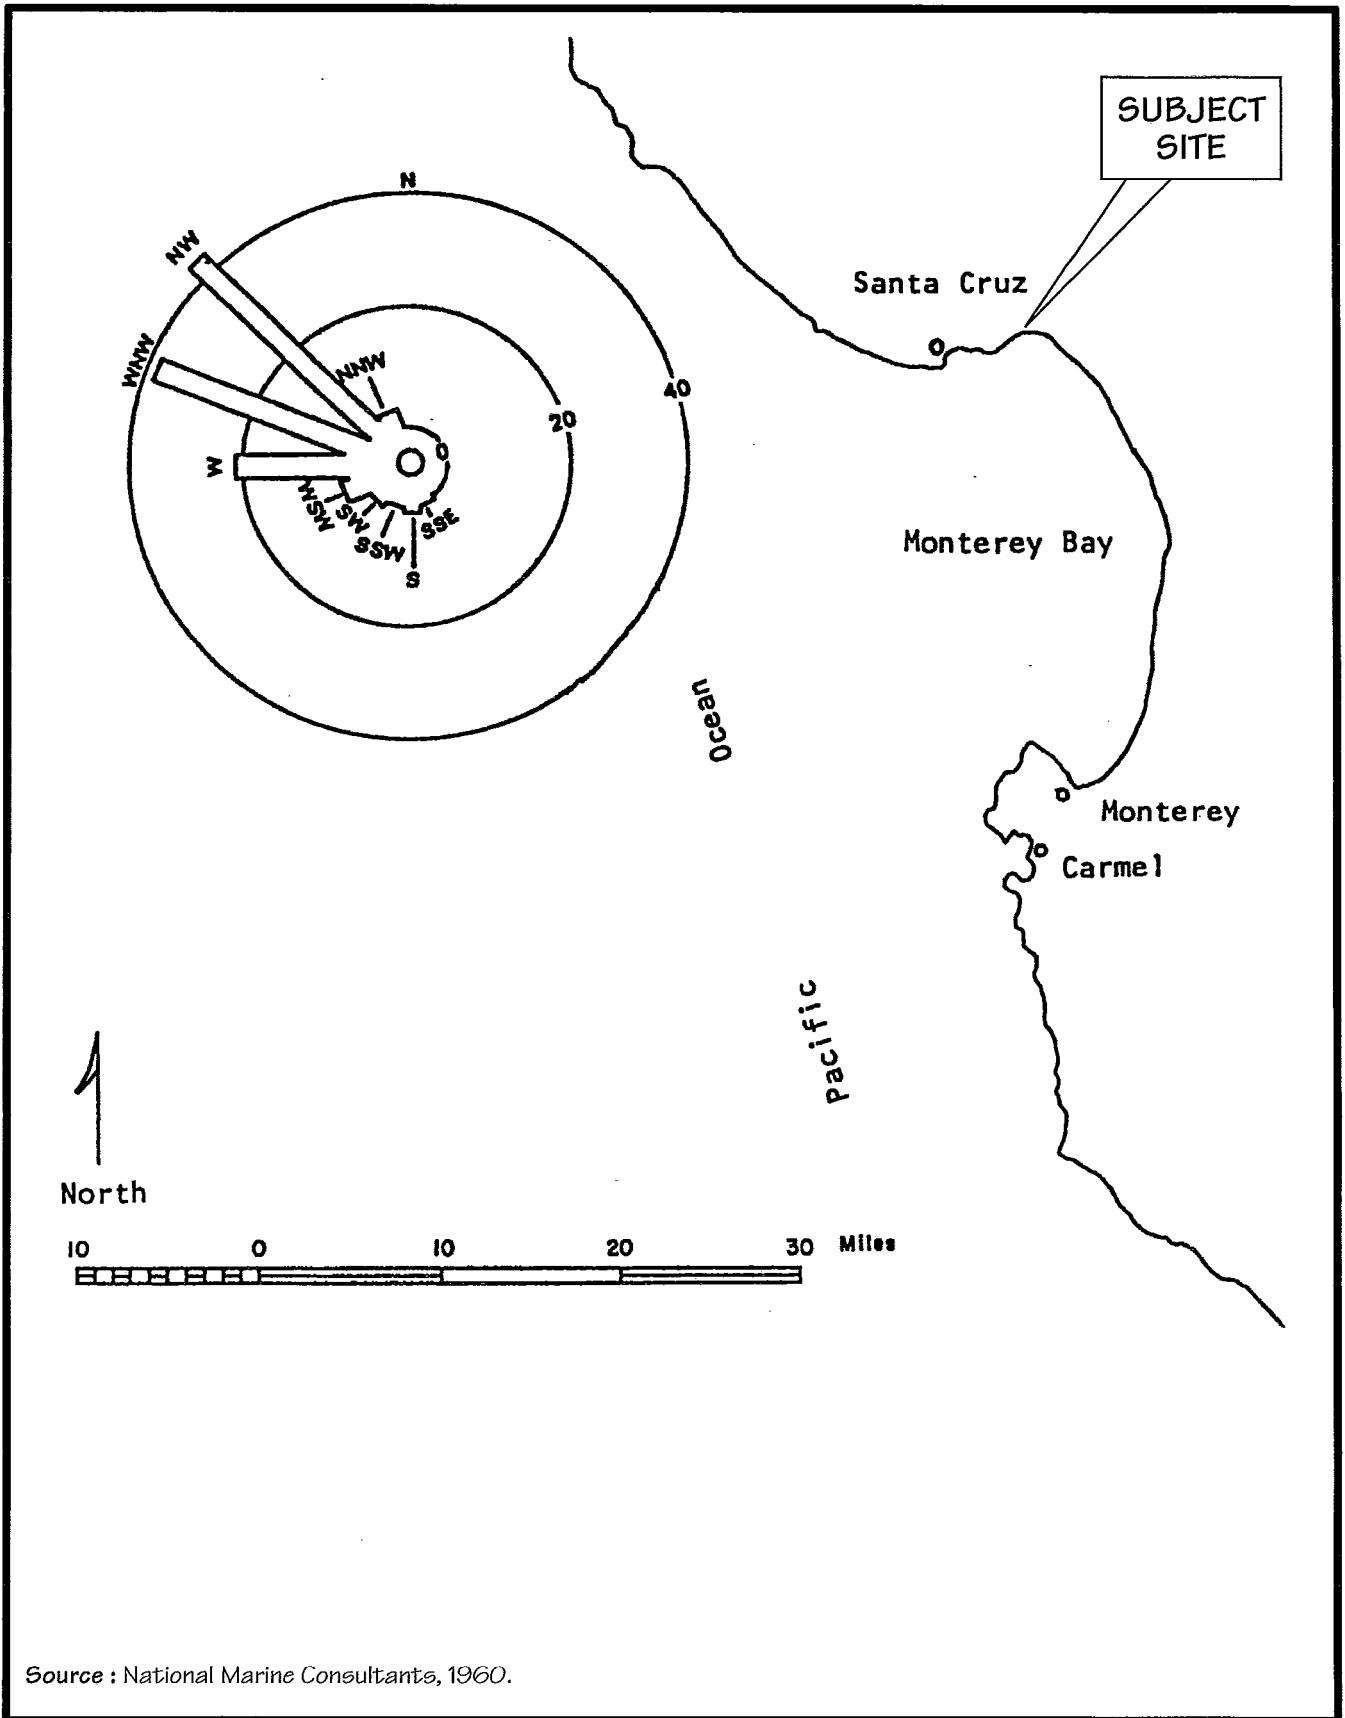 SUBJECT
SITE
N
NW
WNW
NNW
W
WSW
SW
SSW
S
SSE
0
20
40
Santa Cruz
Monterey Bay
Ocean
Monterey
Carmel
Pacific
North
10 0 10 20 30 Miles
Source : National Marine Consultants, 1960.